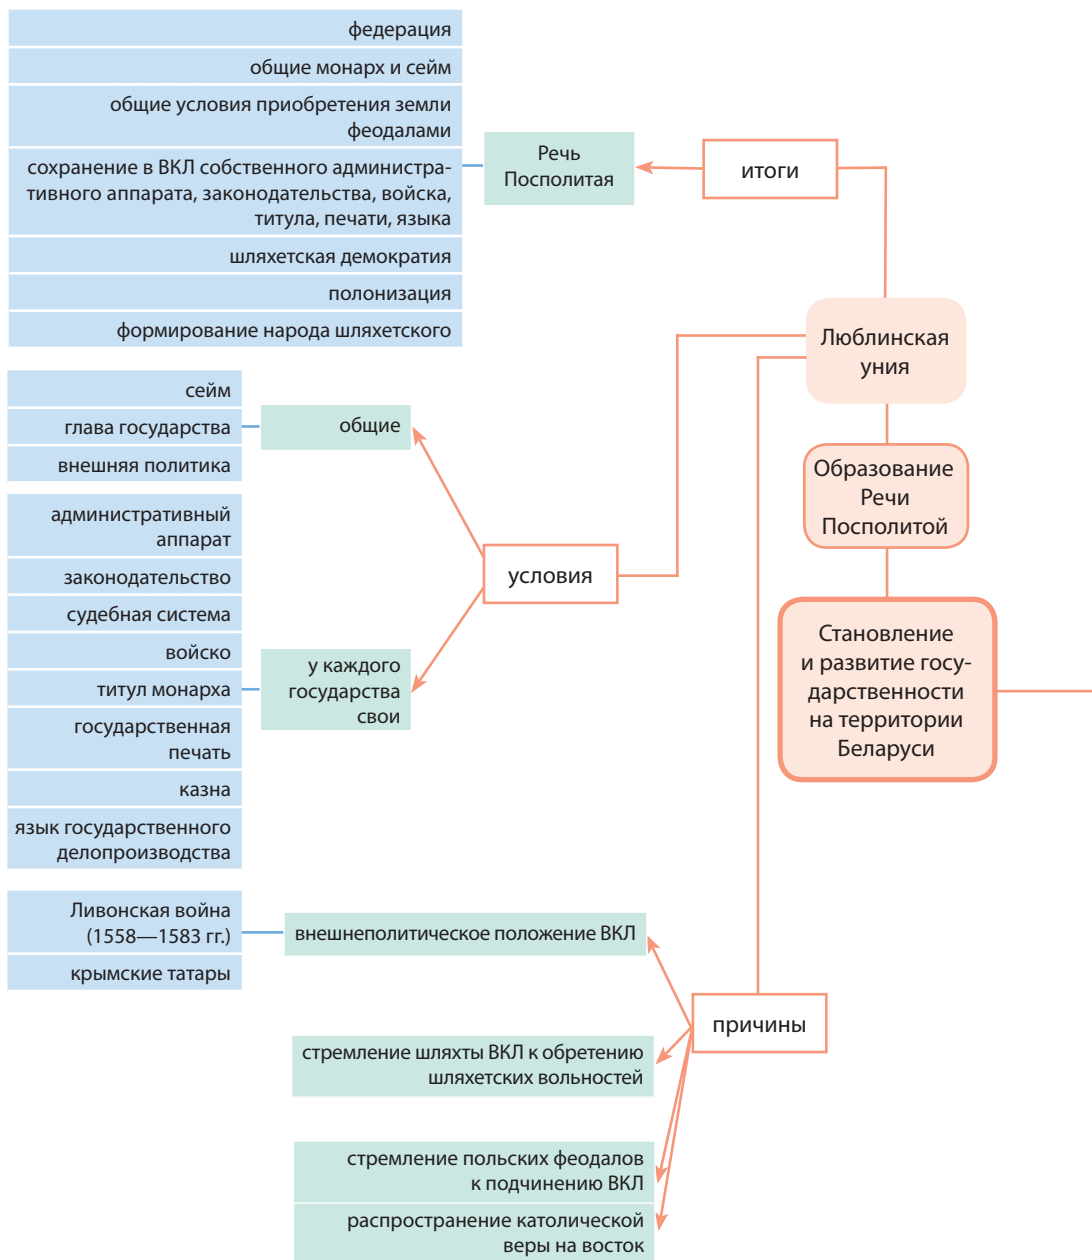 федерация
общие монарх и сейм
общие условия приобретения земли
феодалами
сохранение в ВКЛ собственного администра-
тивного аппарата, законодательства, войска,
титула, печати, языка
шляхетская демократия
полонизация
формирование народа шляхетского
Речь
Посполитая
итоги
Люблинская
уния
сейм
глава государства
внешняя политика
общие
административный
аппарат
законодательство
судебная система
войско
титул монарха
государственная
печать
казна
язык государственного
делопроизводства
у каждого
государства
свои
условия
Образование
Речи
Посполитой
Становление
и развитие госу-
дарственности
на территории
Беларуси
Ливонская война
(1558—1583 гг.)
крымские татары
внешнеполитическое положение ВКЛ
причины
стремление шляхты ВКЛ к обретению
шляхетских вольностей
стремление польских феодалов
к подчинению ВКЛ
распространение католической
веры на восток